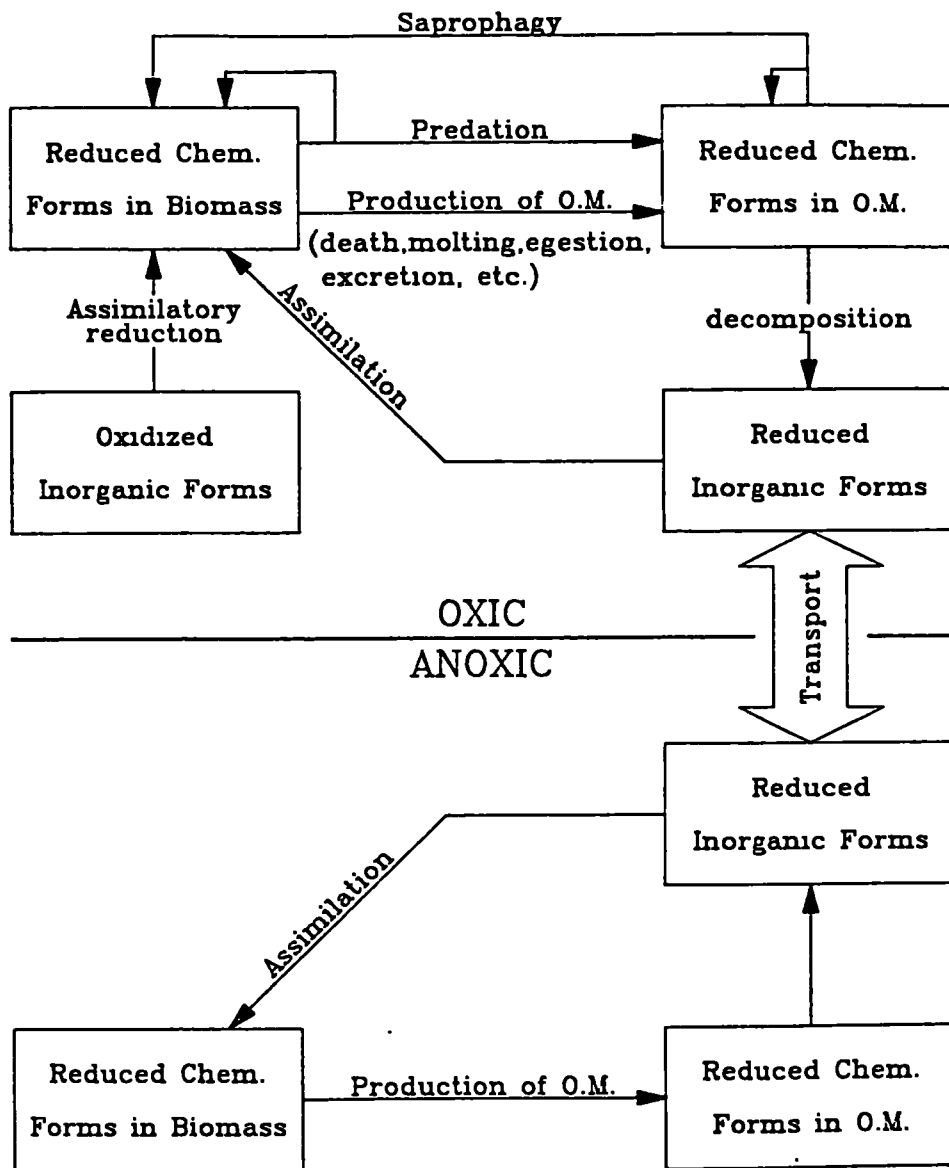 Saprophagy
Reduced Chem.
Forms in Biomass
Predation
Production of O.M.
(death,molting,egestion,
excretion, etc.)
Reduced Chem.
Forms in O.M.
Assimilatory
reduction
Assimilation
decomposition
Oxidized
Inorganic Forms
Reduced
Inorganic Forms
OXIC
ANOXIC
Transport
Reduced
Inorganic Forms
Assimilation
Reduced Chem.
Forms in Biomass
Production of O.M.
Reduced Chem.
Forms in O.M.